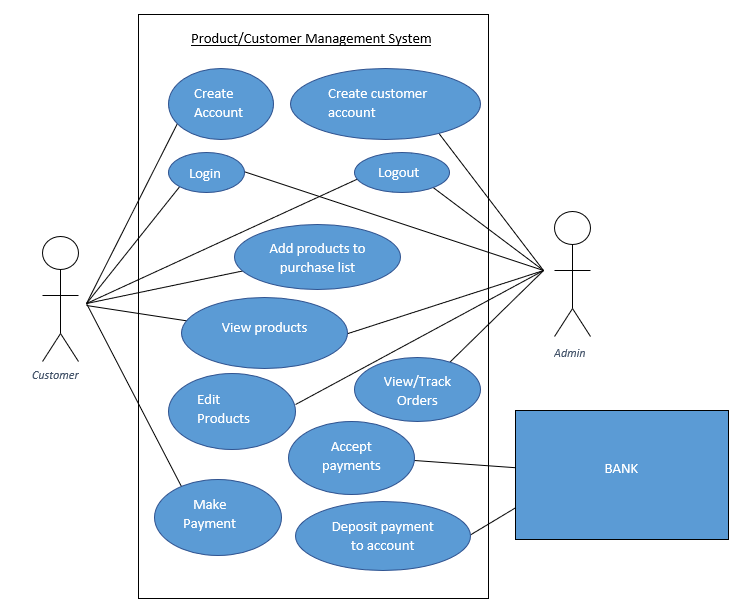 Product/Customer Management System
Create
Account
Create customer
account
Login
Logout
Add products to
purchase list
View products
Customer
Admin
Edit
Products
View/Track
Orders
Accept
payments
BANK
Make
Payment
Deposit payment
to account